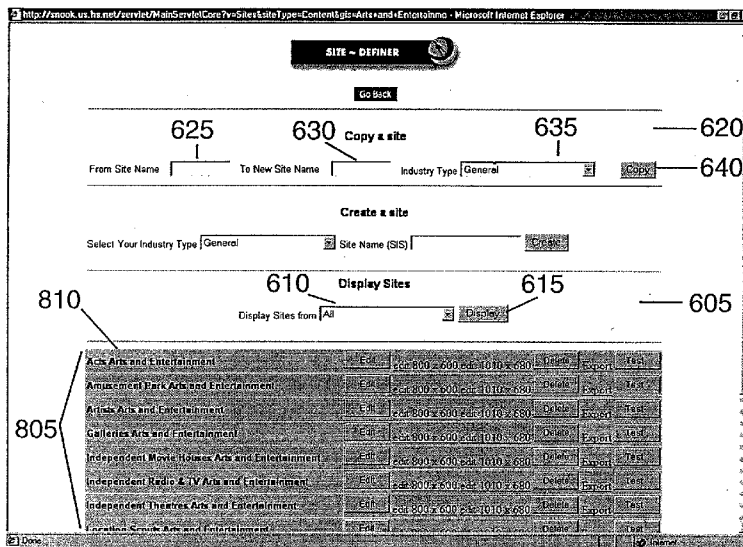 http://snook.us.hs.net/servlet/MainServletCore?v=Sites&siteType=Content&gis=Arts+and+Entertainme - Microsoft Internet Explorer
SITE ~ DEFINER
Go Back
625 630 635
Copy a site 620
From Site Name To New Site Name Industry Type General Copy 640
Create a site
Select Your Industry Type General Site Name (SIS) Create
610 Display Sites 615
810 605
Display Sites from All Display
805
Acts Arts and Entertainment Edit edit 800 x 600 edit 1010 x 680 Delete Export Test
Amusement Park Arts and Entertainment Edit edit 800 x 600 edit 1010 x 680 Delete Export Test
Artists Arts and Entertainment Edit edit 800 x 600 edit 1010 x 680 Delete Export Test
Galleries Arts and Entertainment Edit edit 800 x 600 edit 1010 x 680 Delete Export Test
Independent Movie Houses Arts and Entertainment Edit edit 800 x 600 edit 1010 x 680 Delete Export Test
Independent Radio & TV Arts and Entertainment Edit edit 800 x 600 edit 1010 x 680 Delete Export Test
Independent Theatres Arts and Entertainment Edit edit 800 x 600 edit 1010 x 680 Delete Export Test
Location Scouts Arts and Entertainment Edit Delete Test
Done Internet